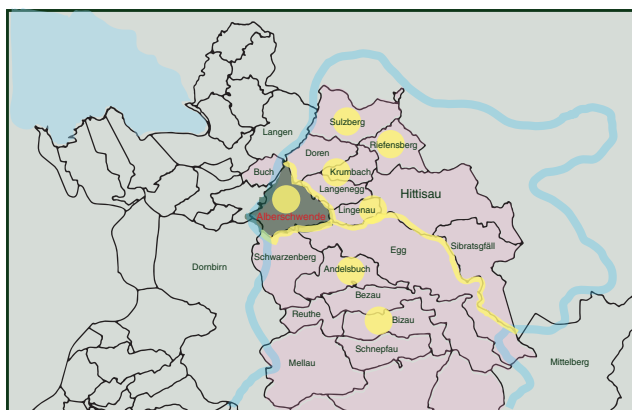 Sulzberg
Langen
Riefensberg
Doren
Buch
Krumbach
Langenegg
Hittisau
Lingenau
Alberschwende
Sibratsgfäll
Egg
Schwarzenberg
Dornbirn
Andelsbuch
Bezau
Reuthe
Bizau
Schnepfau
Mellau
Mittelberg